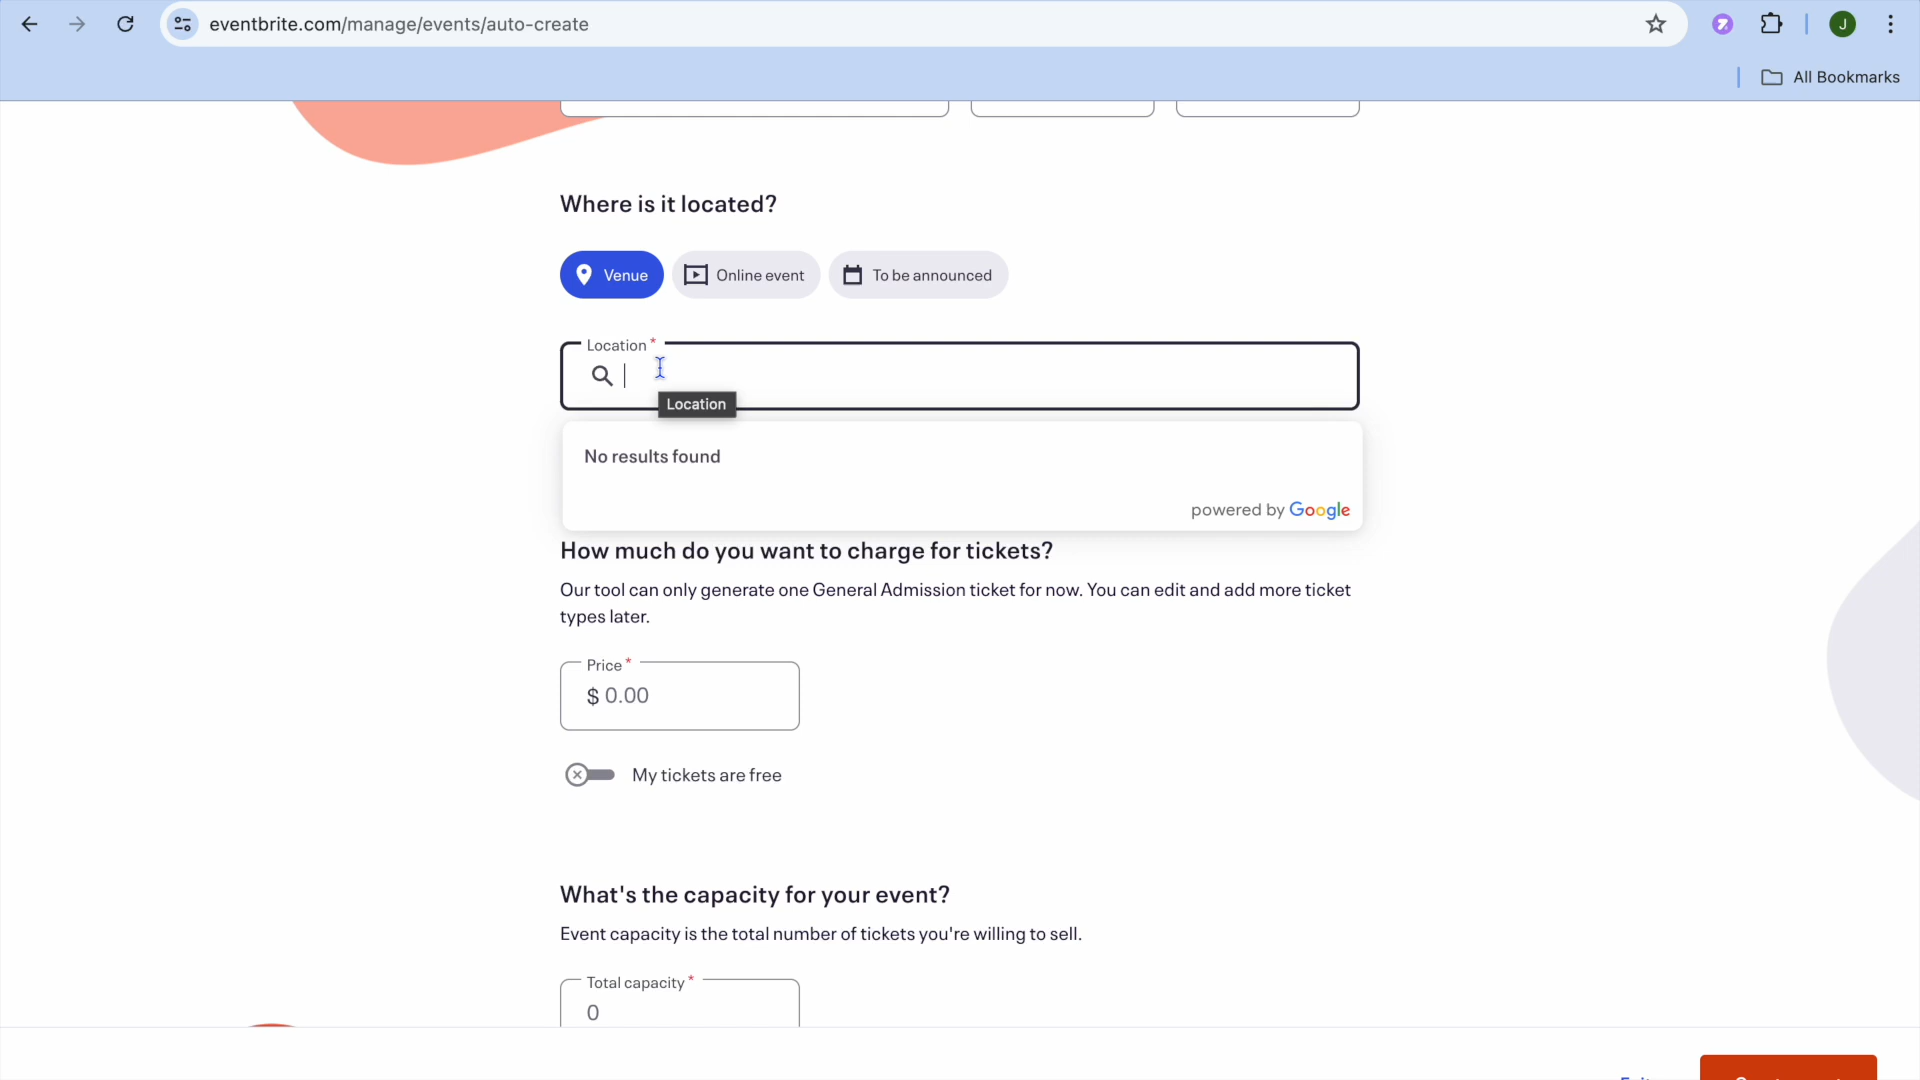 eventbrite.com/manage/events/auto-create
J
All Bookmarks
Where is it located?
Venue
Online event
To be announced
Location *
Location
No results found
powered by Google
How much do you want to charge for tickets?
Our tool can only generate one General Admission ticket for now. You can edit and add more ticket
types later.
Price *
$ 0.00
My tickets are free
What's the capacity for your event?
Event capacity is the total number of tickets you're willing to sell.
Total capacity *
0